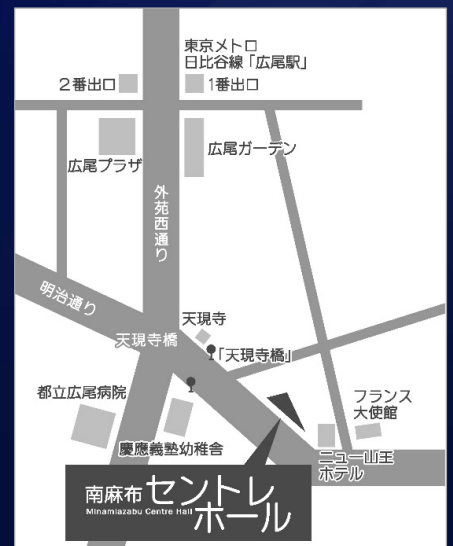 東京メトロ
日比谷線「広尾駅」
2番出口
1番出口
広尾プラザ
広尾ガーデン
外苑西通り
明治通り
天現寺
天現寺橋
「天現寺橋」
都立広尾病院
フランス
大使館
慶應義塾幼稚舎
ニュー山王
ホテル
南麻布 セントレ
Minamiazabu Centre Hall
ホール